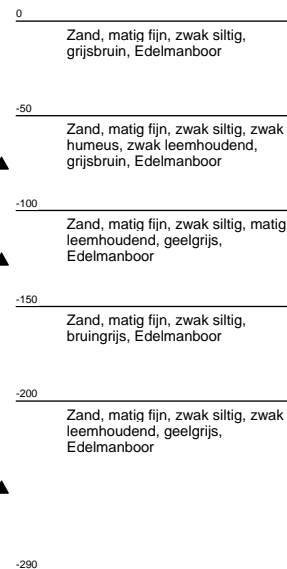 0
Zand, matig fijn, zwak siltig,
grijsbruin, Edelmanboor
-50
Zand, matig fijn, zwak siltig, zwak
humeus, zwak leemhoudend,
grijsbruin, Edelmanboor
-100
Zand, matig fijn, zwak siltig, matig
leemhoudend, geelgrijs,
Edelmanboor
-150
Zand, matig fijn, zwak siltig,
bruingrijs, Edelmanboor
-200
Zand, matig fijn, zwak siltig, zwak
leemhoudend, geelgrijs,
Edelmanboor
-290